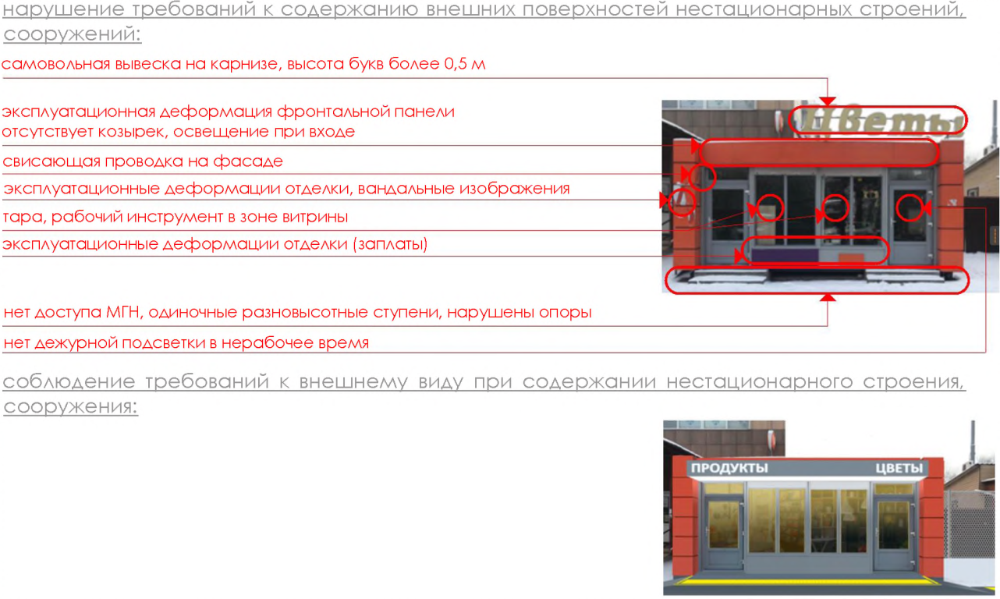 нарушение требований к содержанию внешних поверхностей нестационарных строений,
сооружений:
самовольная вывеска на карнизе, высота букв более 0,5 м
эксплуатационная деформация фронтальной панели
отсутствует козырек, освещение при входе
свисающая проводка на фасаде
эксплуатационные деформации отделки, вандальные изображения
тара, рабочий инструмент в зоне витрины
эксплуатационные деформации отделки (заплаты)
Цветы
нет доступа МГН, одиночные разновысотные ступени, нарушены опоры
нет дежурной подсветки в нерабочее время
соблюдение требований к внешнему виду при содержании нестационарного строения,
сооружения:
ПРОДУКТЫ ЦВЕТЫ